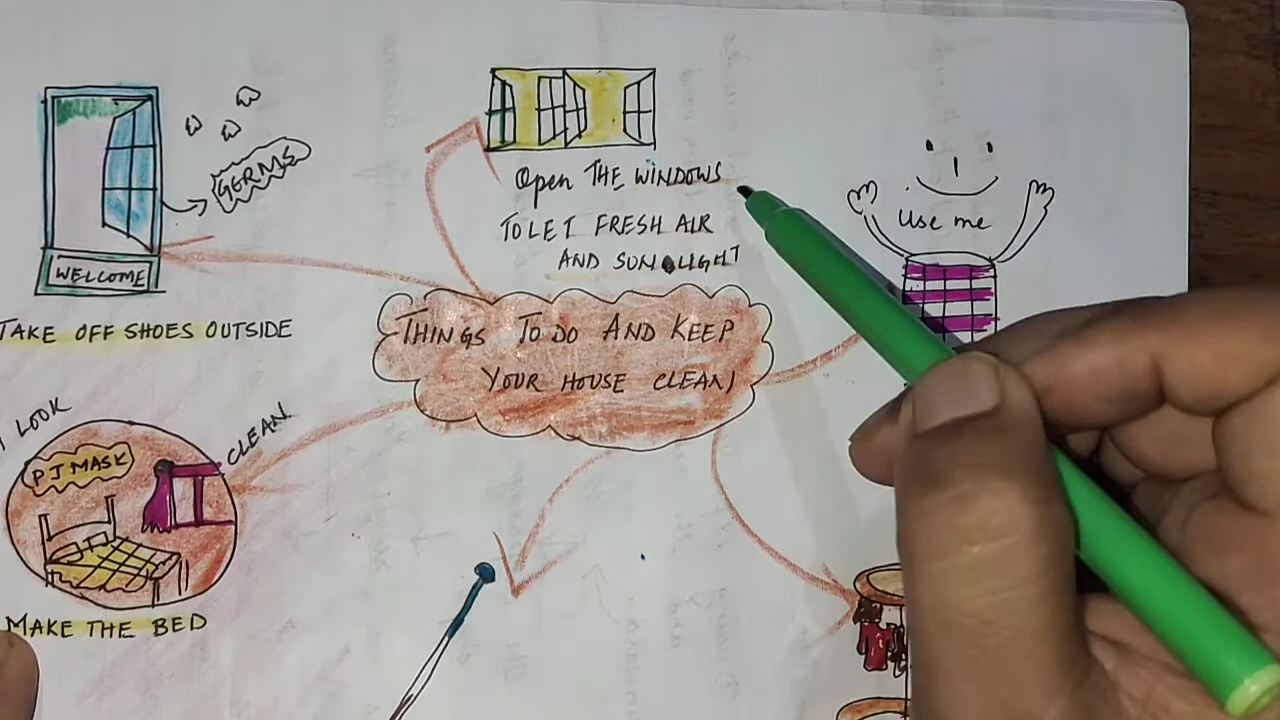 GERMS
WELCOME
TAKE OFF SHOES OUTSIDE
Open THE WINDOWS
TO LET FRESH AIR
AND SUNLIGHT
Use me
THINGS TO DO AND KEEP
YOUR HOUSE CLEAN
LOOK
CLEAN
PJ MASK
MAKE THE BED